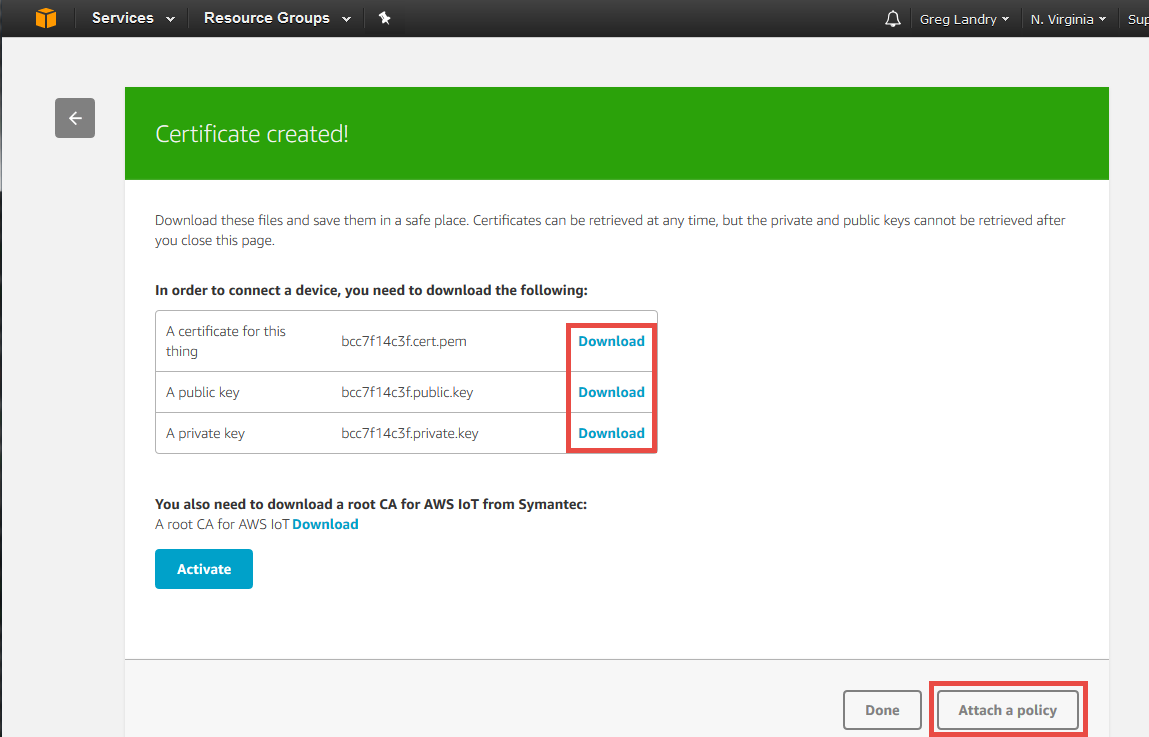 Services
Resource Groups
Greg Landry
N. Virginia
Sup
Certificate created!
Download these files and save them in a safe place. Certificates can be retrieved at any time, but the private and public keys cannot be retrieved after
you close this page.
In order to connect a device, you need to download the following:
A certificate for this
thing
bcc7f14c3f.cert.pem
Download
A public key
bcc7f14c3f.public.key
Download
A private key
bcc7f14c3f.private.key
Download
You also need to download a root CA for AWS IoT from Symantec:
A root CA for AWS IoT Download
Activate
Done
Attach a policy